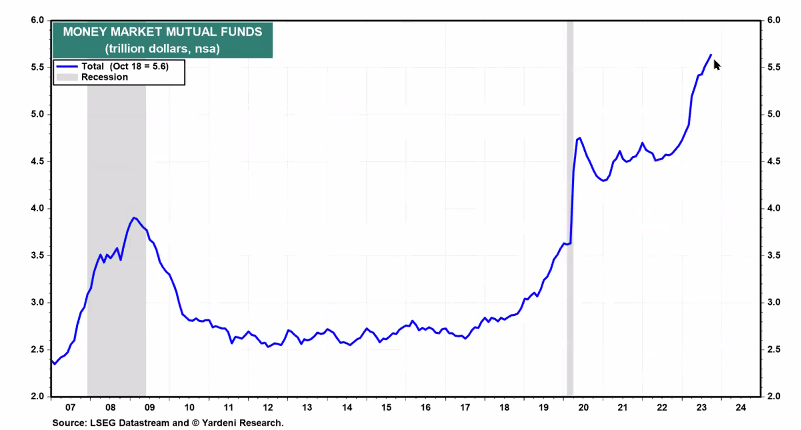 MONEY MARKET MUTUAL FUNDS
(trillion dollars, nsa)
Total (Oct 18 = 5.6)
Recession
6.0 6.0
5.5 5.5
5.0 5.0
4.5 4.5
4.0 4.0
3.5 3.5
3.0 3.0
2.5 2.5
2.0 2.0
07 08 09 10 11 12 13 14 15 16 17 18 19 20 21 22 23 24
Source: LSEG Datastream and © Yardeni Research.